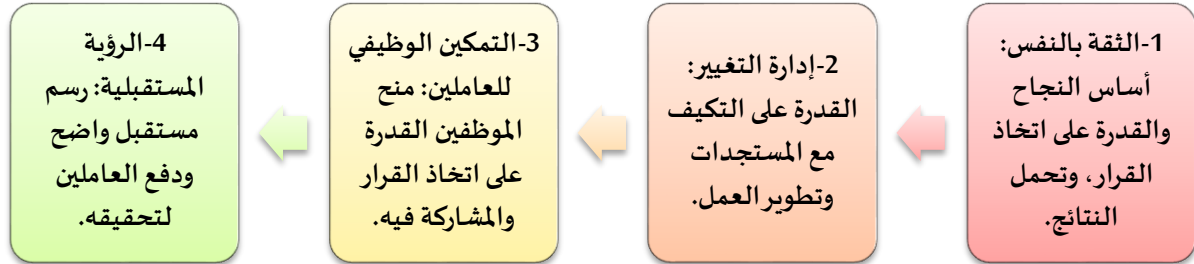 1-الثقة بالنفس:
أساس النجاح
والقدرة على اتخاذ
القرار، وتحمل
النتائج.
2-إدارة التغيير:
القدرة على التكيف
مع المستجدات
وتطوير العمل.
3-التمكين الوظيفي
للعاملين: منح
الموظفين القدرة
على اتخاذ القرار
والمشاركة فيه.
4-الرؤية
المستقبلية: رسم
مستقبل واضح
ودفع العاملين
لتحقيقه.